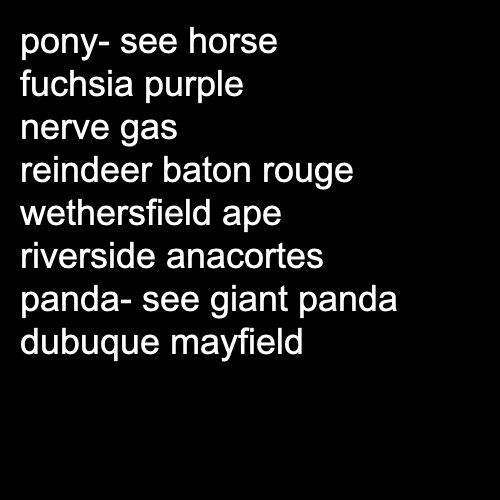 pony- see horse
fuchsia purple
nerve gas
reindeer baton rouge
wethersfield ape
riverside anacortes
panda- see giant panda
dubuque mayfield